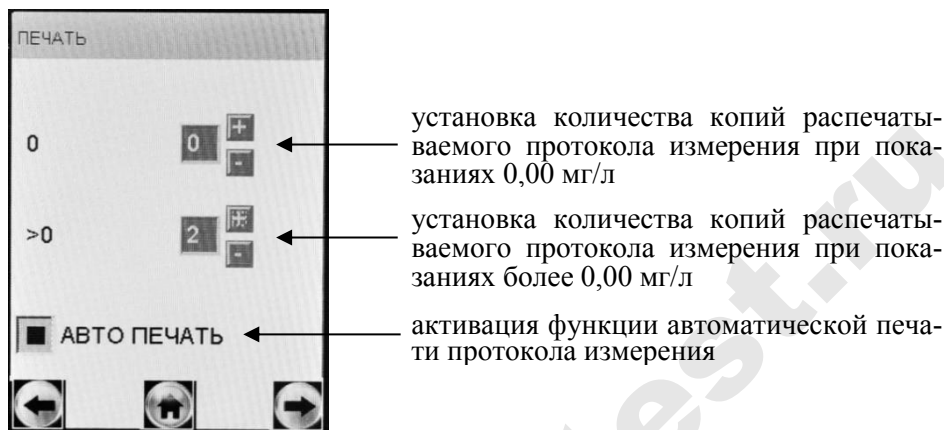 ПЕЧАТЬ
0 0 +
-
установка количества копий распечаты-
ваемого протокола измерения при пока-
заниях 0,00 мг/л
>0 2
-
установка количества копий распечаты-
ваемого протокола измерения при пока-
заниях более 0,00 мг/л
АВТО ПЕЧАТЬ
активация функции автоматической печа-
ти протокола измерения
est.ru